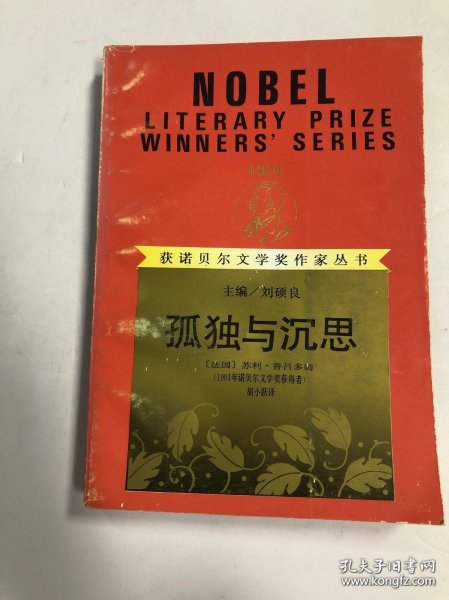 NOBEL
LITERARY PRIZE
WINNERS' SERIES
1901
获诺贝尔文学奖作家丛书
主编／刘硕良
孤独与沉思
〔法国〕苏利·普吕多姆
（1901年诺贝尔文学奖获得者）
胡小跃译
孔夫子旧书网
www.kongfz.com